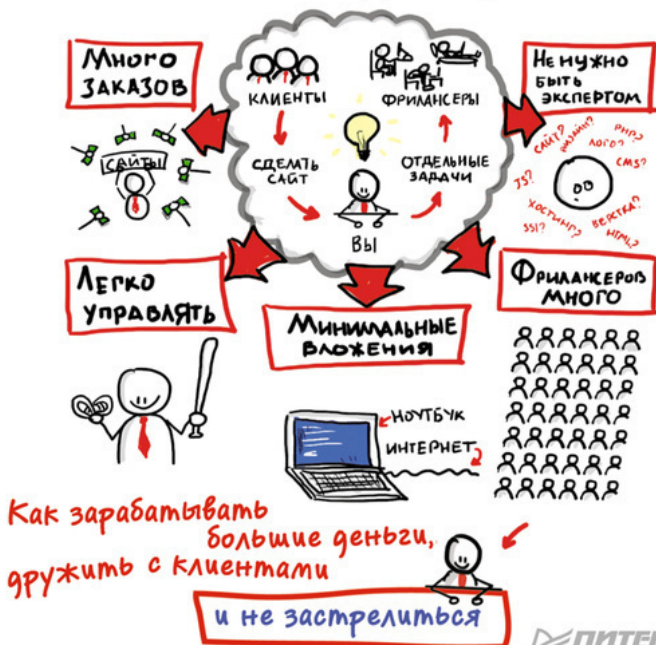 Много
заказов
клиенты
фрилансеры
Не нужно
быть
экспертом
сделать
сайт
отдельные
задачи
Вы
сайты
сайт?
дизайн?
PHP?
лого?
CMS?
JS?
хостинг?
вёрстка?
SSI?
HTML?
Легко
управлять
Минимальные
вложения
Фрилансеров
много
ноутбук
интернет
Как зарабатывать
большие деньги,
дружить с клиентами
и не застрелиться
ПИТЕР